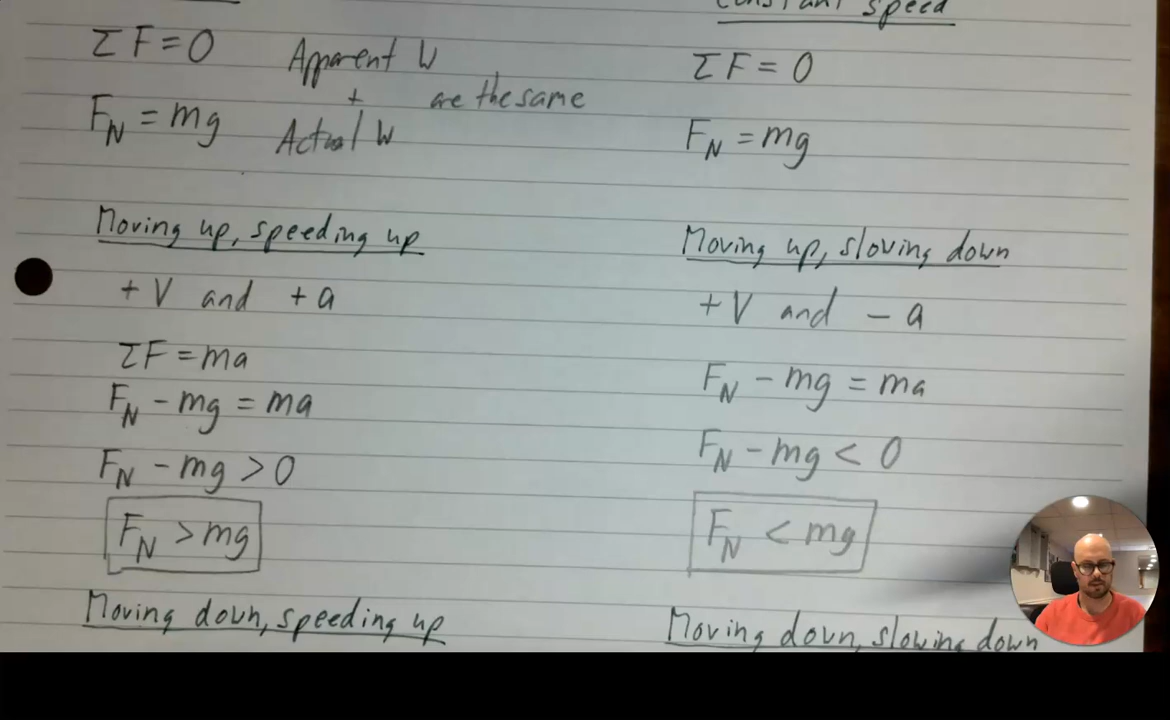 Constant speed
ΣF = 0
Apparent W
+ are the same
F_N = mg
Actual W
ΣF = 0
F_N = mg
Moving up, speeding up
+ V and + a
ΣF = ma
F_N - mg = ma
F_N - mg > 0
F_N > mg
Moving up, slowing down
+ V and - a
F_N - mg = ma
F_N - mg < 0
F_N < mg
Moving down, speeding up
Moving down, slowing down